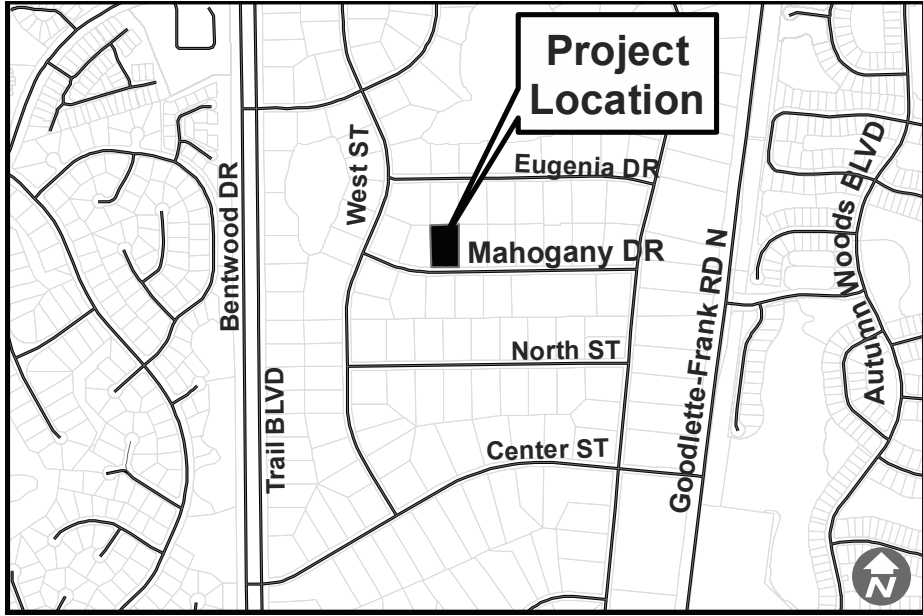 Project
Location
Eugenia DR
West ST
Mahogany DR
Bentwood DR
Autumn Woods BLVD
Goodlette-Frank RD N
North ST
Trail BLVD
Center ST
N